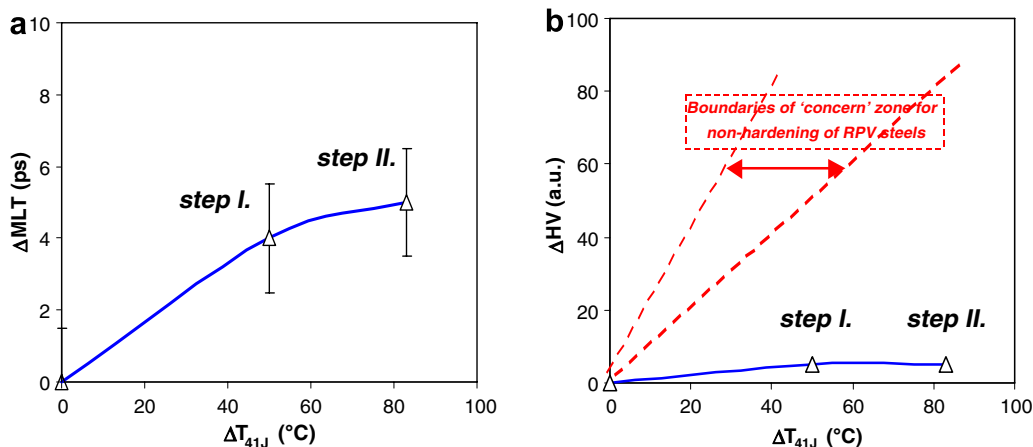 a
10
8
6
4
2
0
ΔMLT (ps)
step I.
step II.
0 20 40 60 80 100
ΔT41J (°C)
b
100
80
60
40
20
0
ΔHV (a.u.)
Boundaries of ‘concern’ zone for
non-hardening of RPV steels
step I.
step II.
0 20 40 60 80 100
ΔT41J (°C)